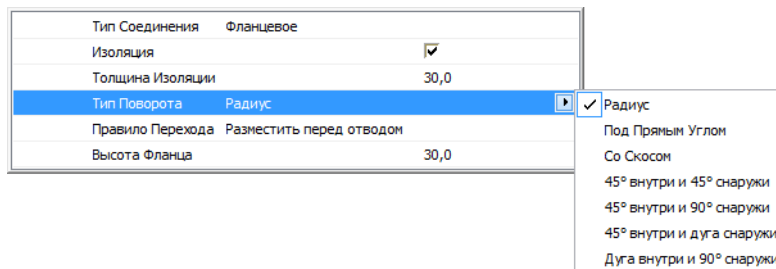 Тип Соединения Фланцевое
Изоляция
Толщина Изоляции 30,0
Тип Поворота Радиус
Правило Перехода Разместить перед отводом
Высота Фланца 30,0
Радиус
Под Прямым Углом
Со Скосом
45° внутри и 45° снаружи
45° внутри и 90° снаружи
45° внутри и дуга снаружи
Дуга внутри и 90° снаружи